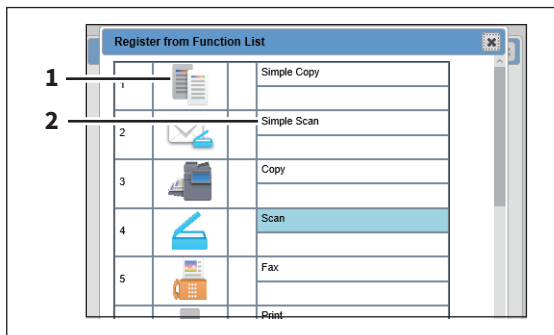 Register from Function List
1
1
Simple Copy
2
2
Simple Scan
3
Copy
4
Scan
5
Fax
Print